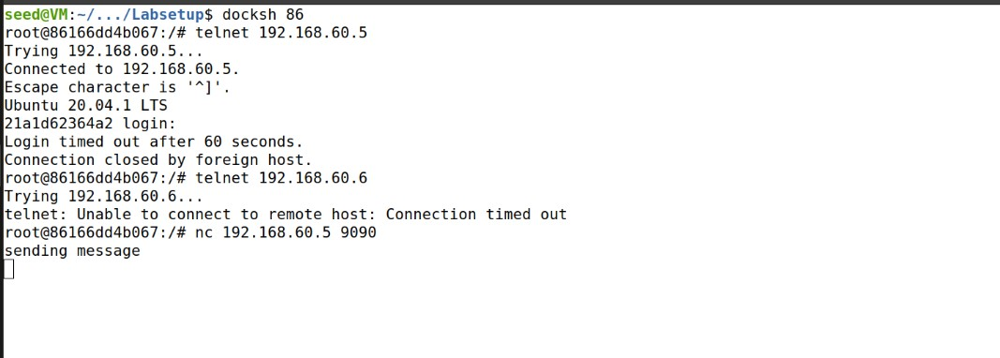 seed@VM:~/.../Labsetup$ docksh 86
root@86166dd4b067:/# telnet 192.168.60.5
Trying 192.168.60.5...
Connected to 192.168.60.5.
Escape character is '^]'.
Ubuntu 20.04.1 LTS
21a1d62364a2 login:
Login timed out after 60 seconds.
Connection closed by foreign host.
root@86166dd4b067:/# telnet 192.168.60.6
Trying 192.168.60.6...
telnet: Unable to connect to remote host: Connection timed out
root@86166dd4b067:/# nc 192.168.60.5 9090
sending message